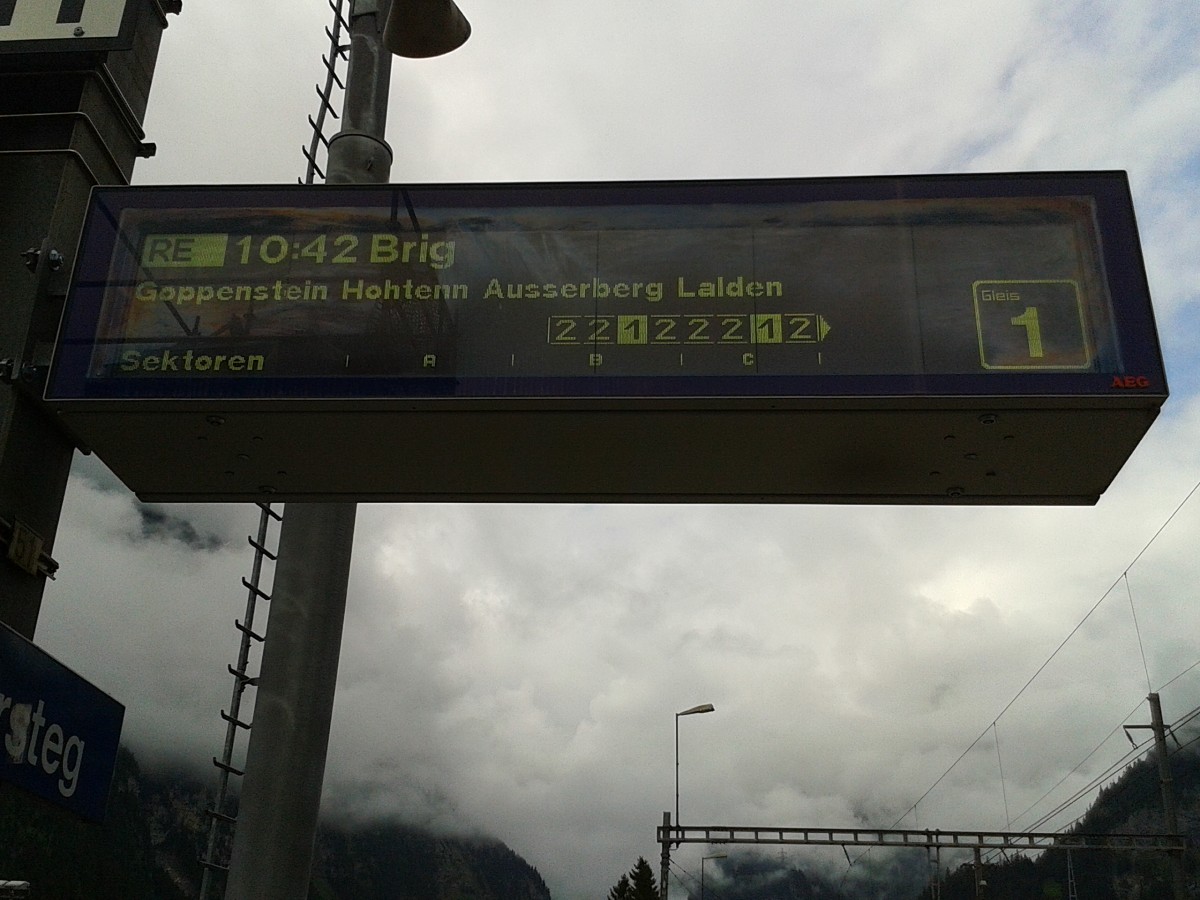 RE 10:42 Brig
Goppenstein Hohtenn Ausserberg Lalden
2 2 1 2 2 2 1 2
Gleis
1
Sektoren A B C
AEG
rsteg